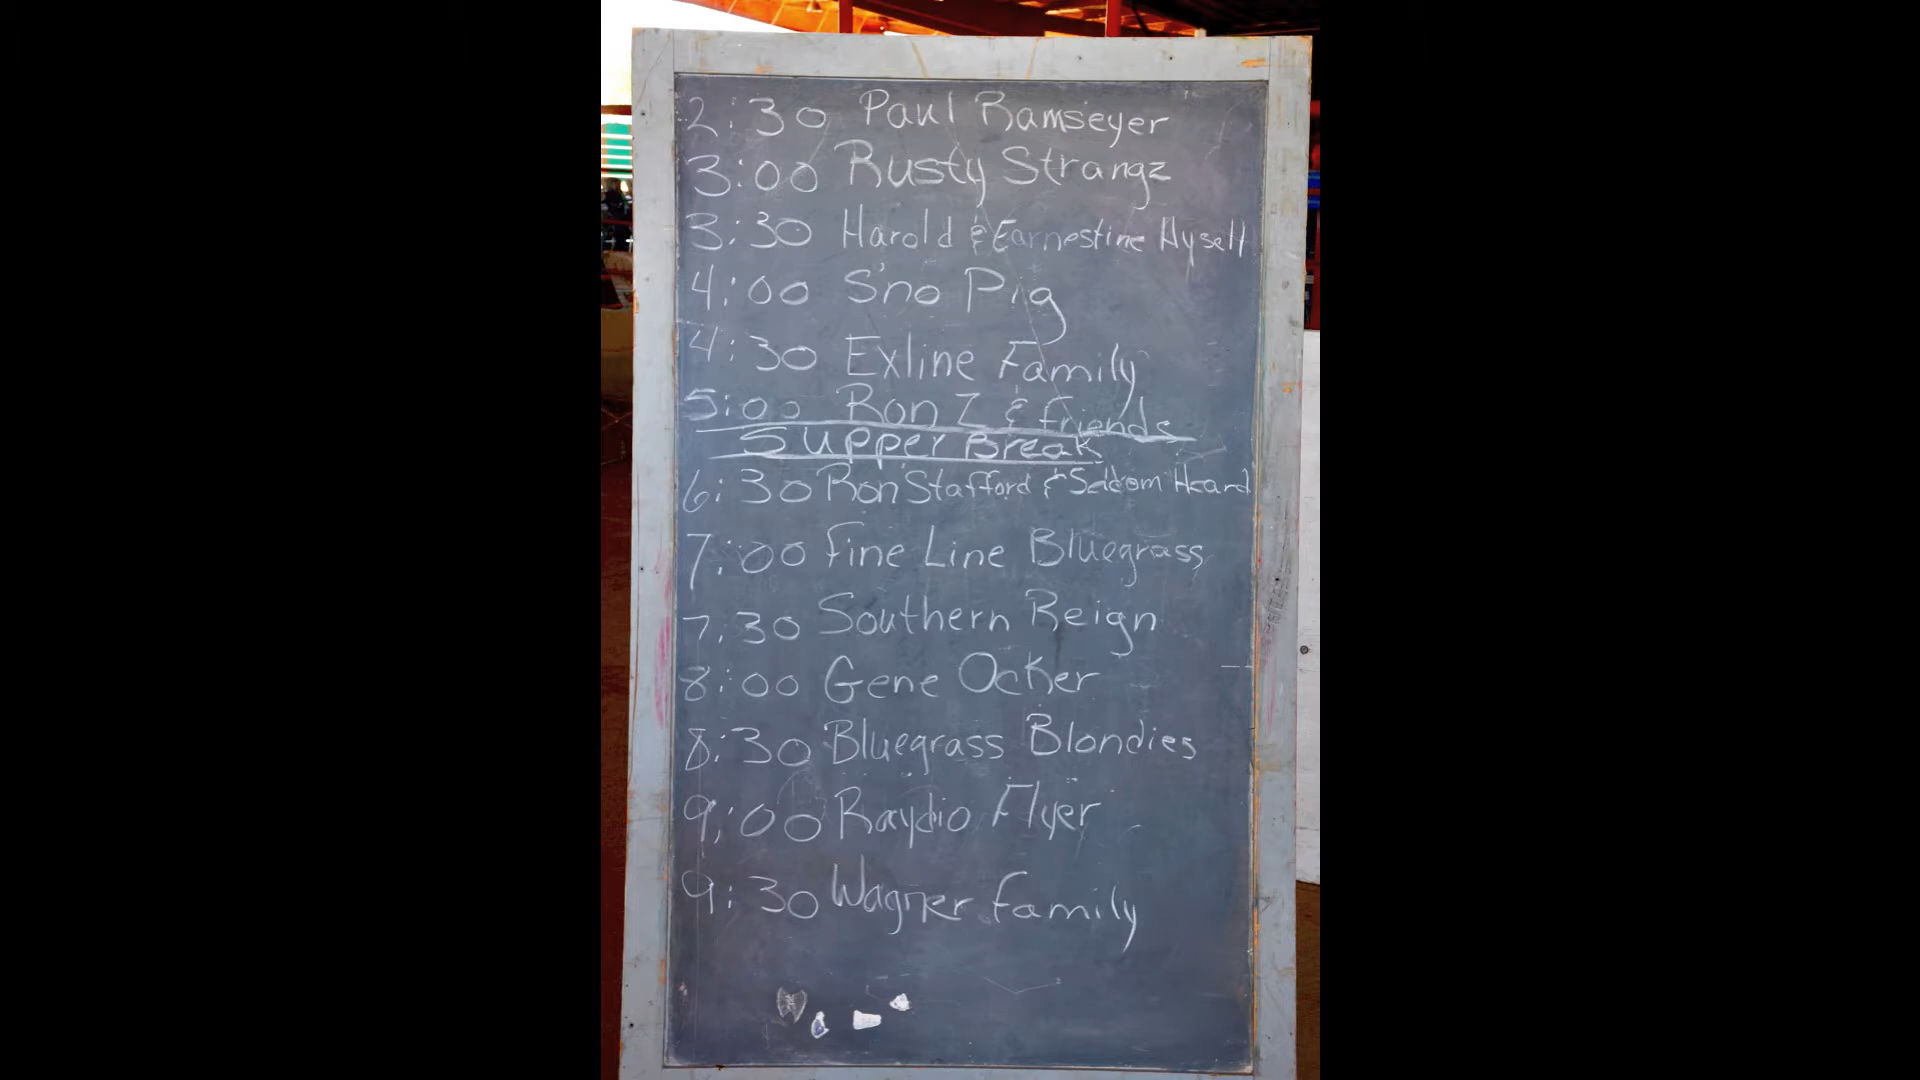 2:30 Paul Ramseyer
3:00 Rusty Strangz
3:30 Harold & Earnestine Hysell
4:00 S'no Pig
4:30 Exline Family
5:00 Ron Z & friends
Supper Break
6:30 Ron Stafford & Seldom Heard
7:00 Fine Line Bluegrass
7:30 Southern Reign
8:00 Gene Ocker
8:30 Bluegrass Blondies
9:00 Raydio Flyer
9:30 Wagner Family